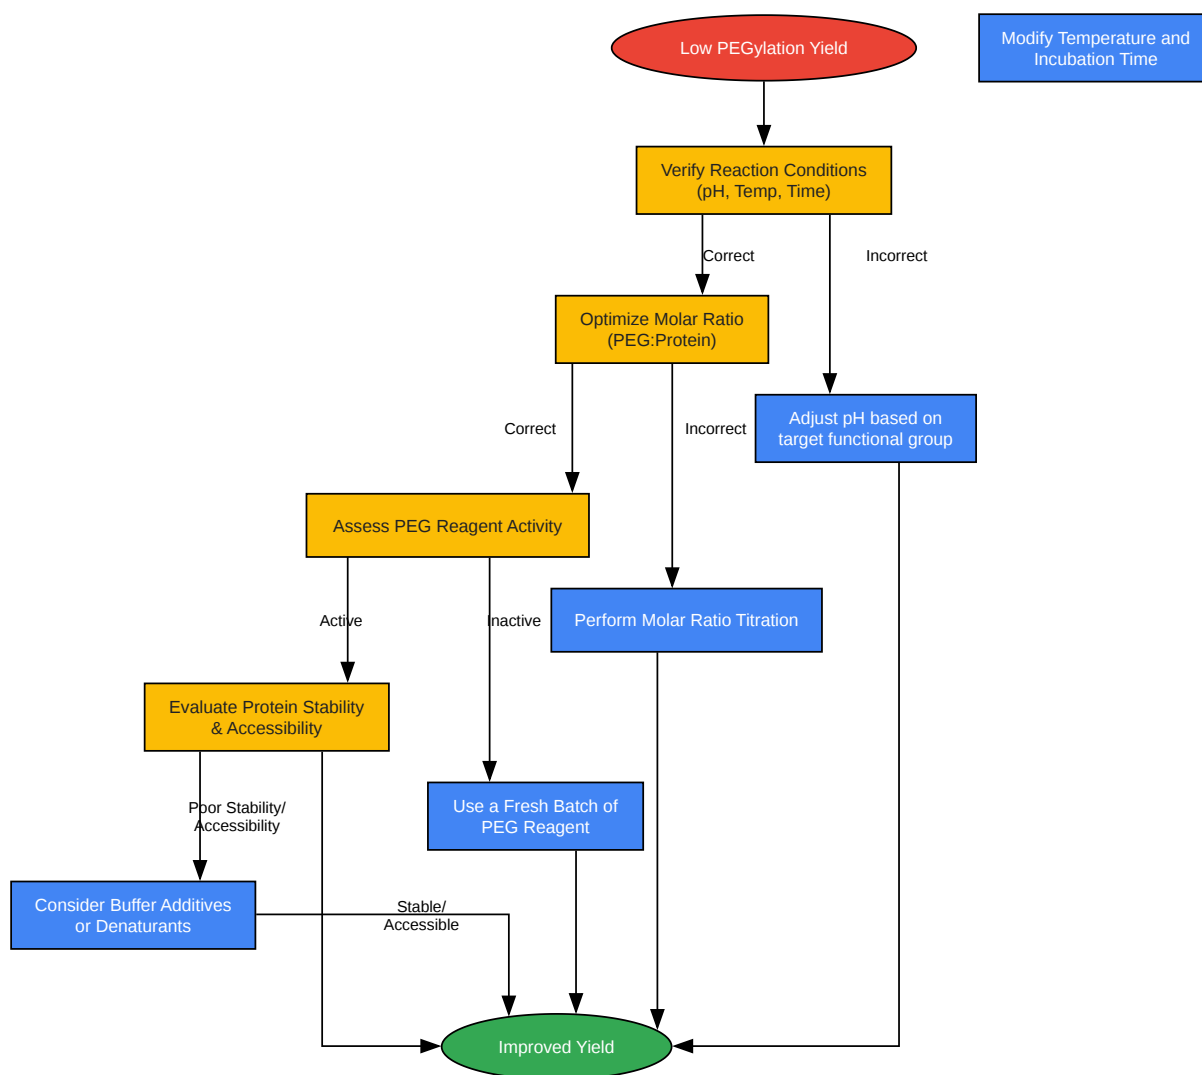 Low PEGylation Yield
Modify Temperature and
Incubation Time
Verify Reaction Conditions
(pH, Temp, Time)
Correct
Incorrect
Optimize Molar Ratio
(PEG:Protein)
Adjust pH based on
target functional group
Correct
Incorrect
Assess PEG Reagent Activity
Active
Inactive
Perform Molar Ratio Titration
Evaluate Protein Stability
& Accessibility
Poor Stability/
Accessibility
Use a Fresh Batch of
PEG Reagent
Consider Buffer Additives
or Denaturants
Stable/
Accessible
Improved Yield